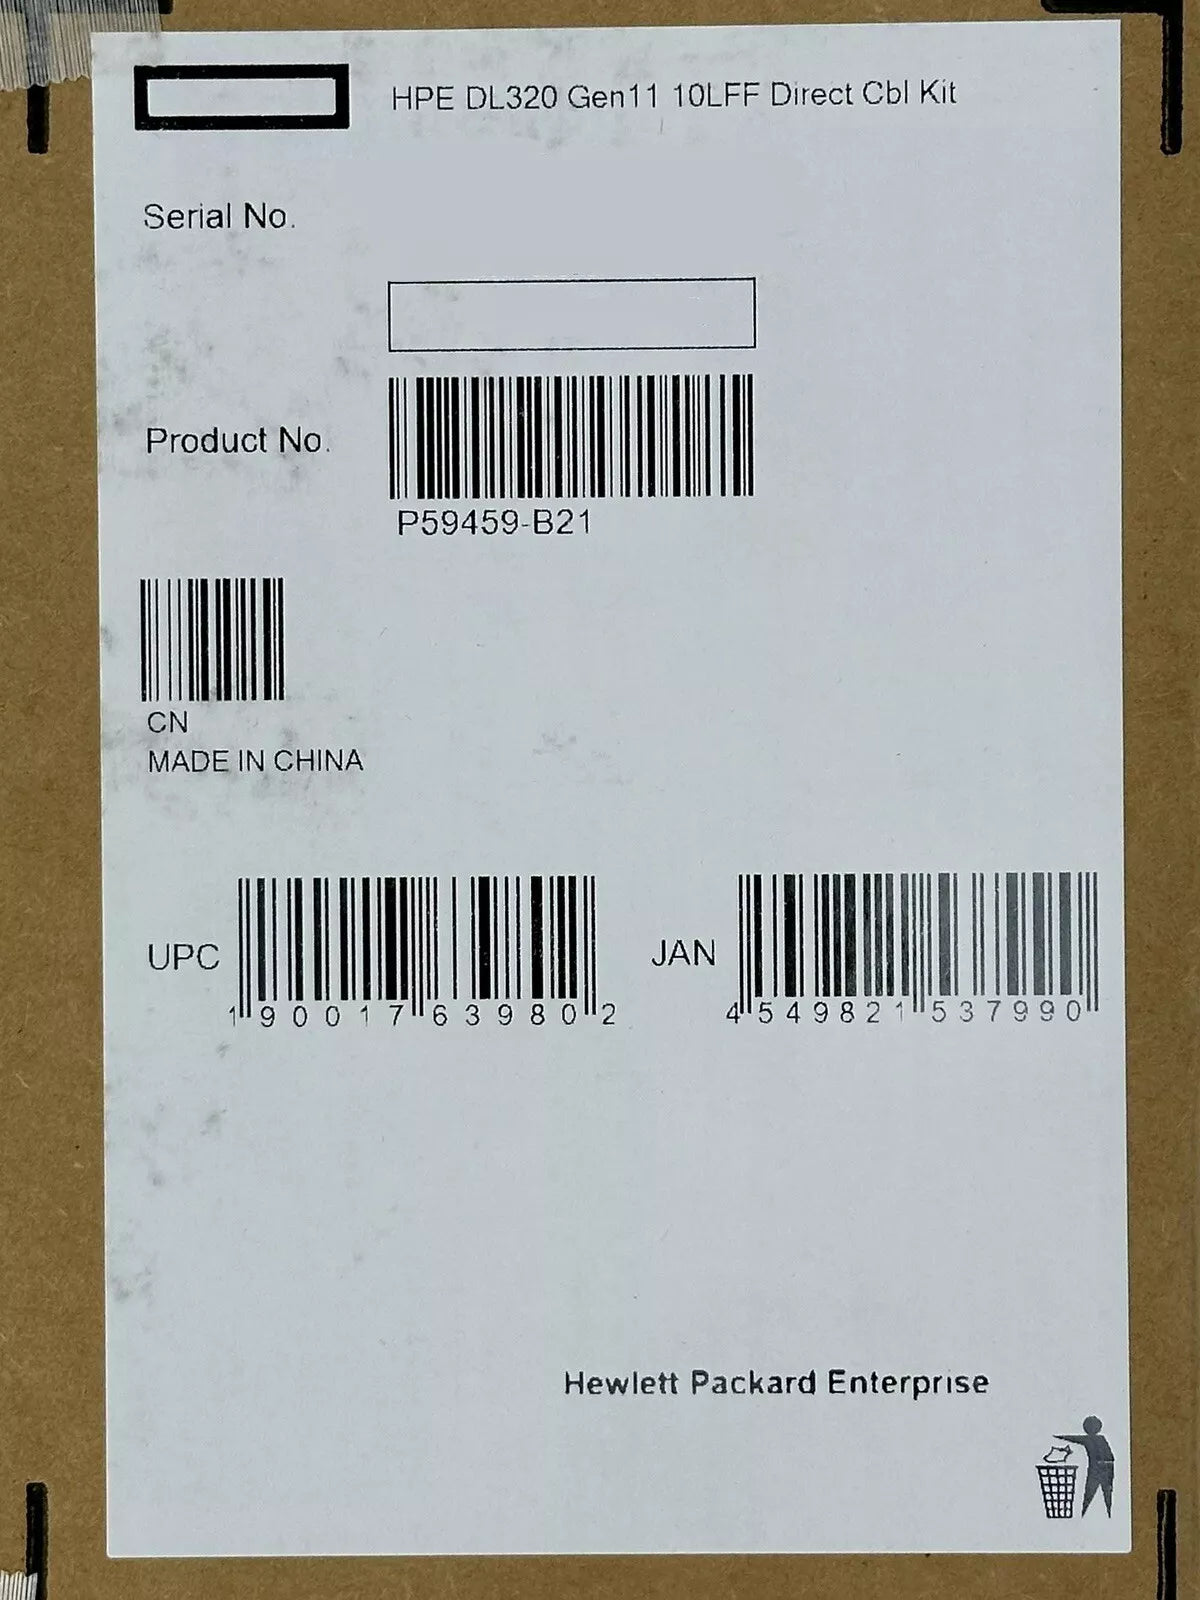 HPE DL320 Gen11 10LFF Direct Cbl Kit
Serial No.
Product No.
P59459-B21
CN
MADE IN CHINA
UPC 1 90017 63980 2
JAN 4 549821 537990
Hewlett Packard Enterprise